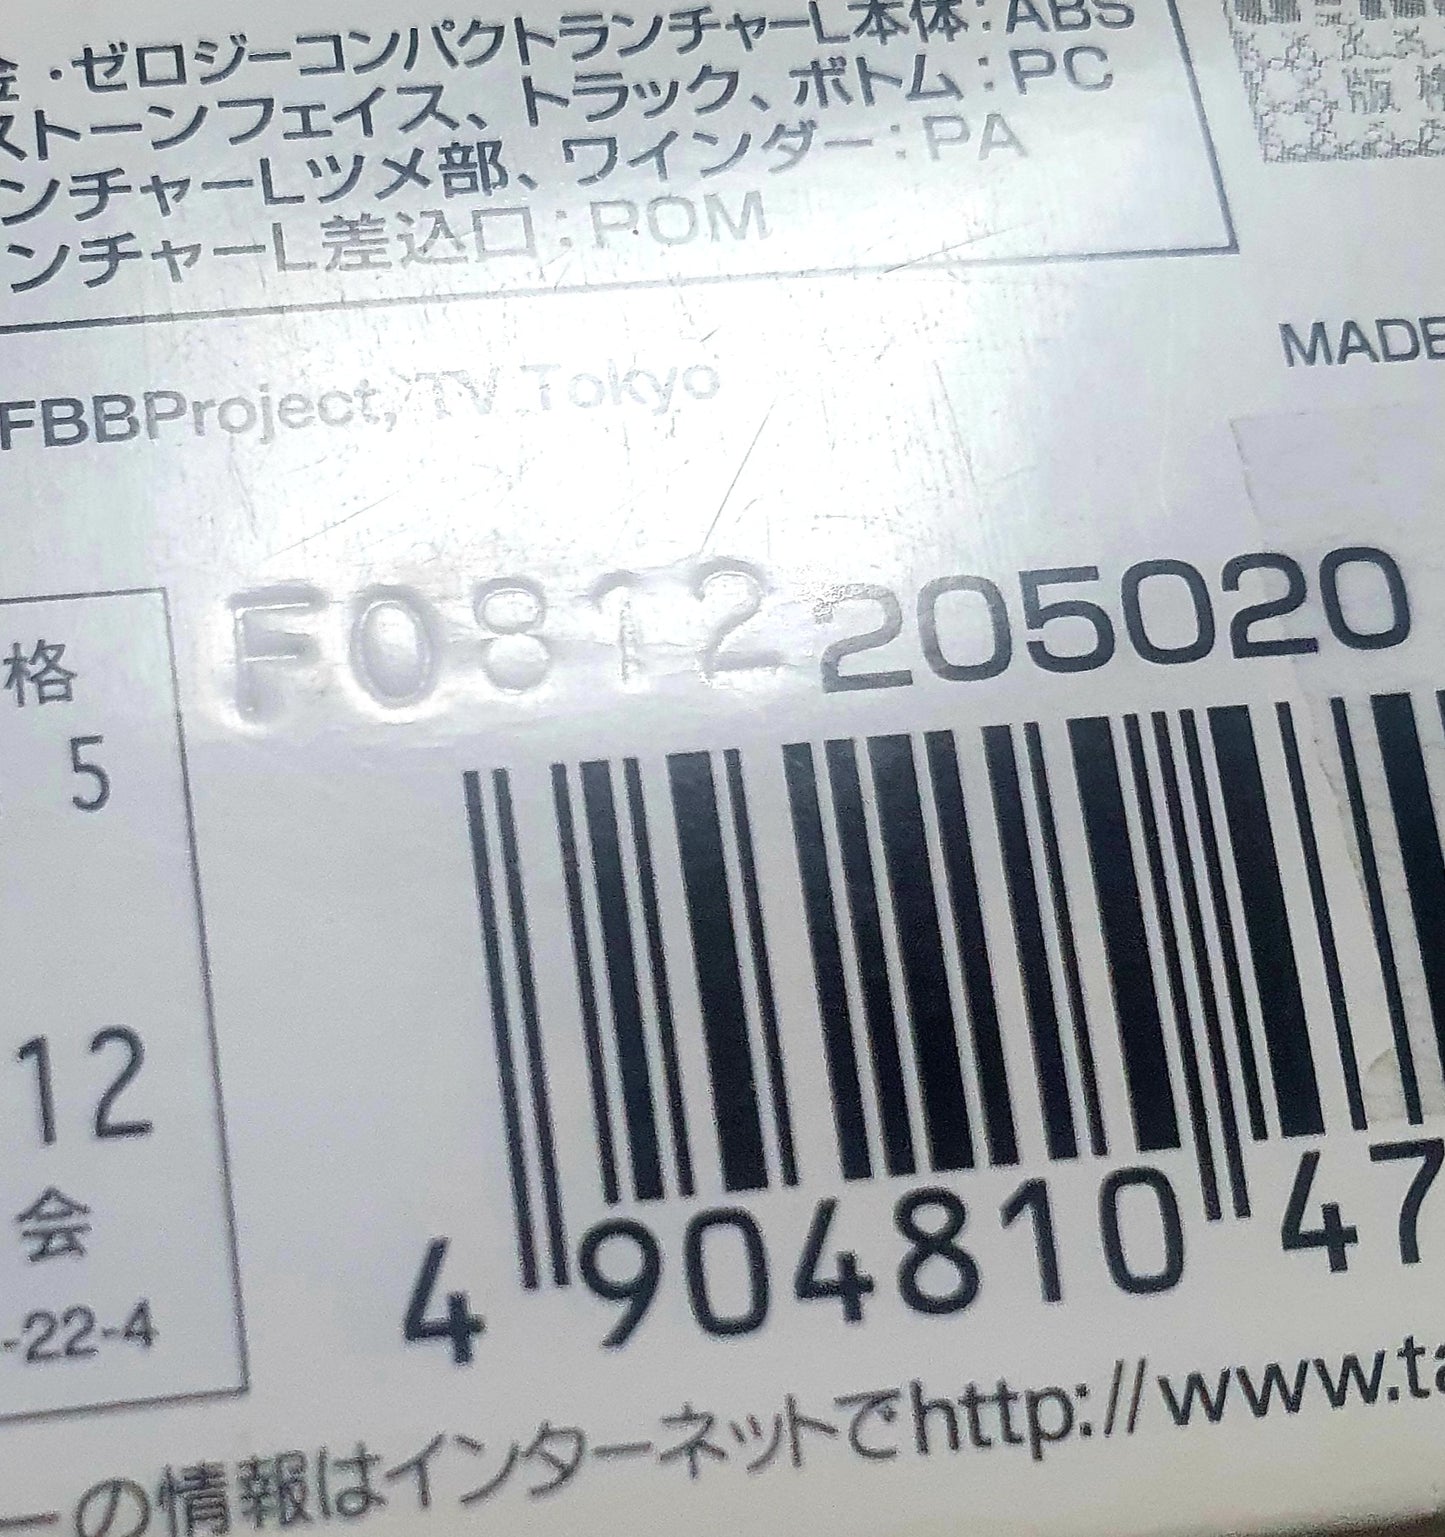 金・ゼロジーコンパクトランチャーL本体:ABS
ストーンフェイス、トラック、ボトム:PC
ンチャーLツメ部、ワインダー:PA
ンチャーL差込口:POM
FBBProject, TV Tokyo
MADE
F0812
205020
格
5
12
会
-22-4
4 904810 47
ーの情報はインターネットでhttp://www.ta